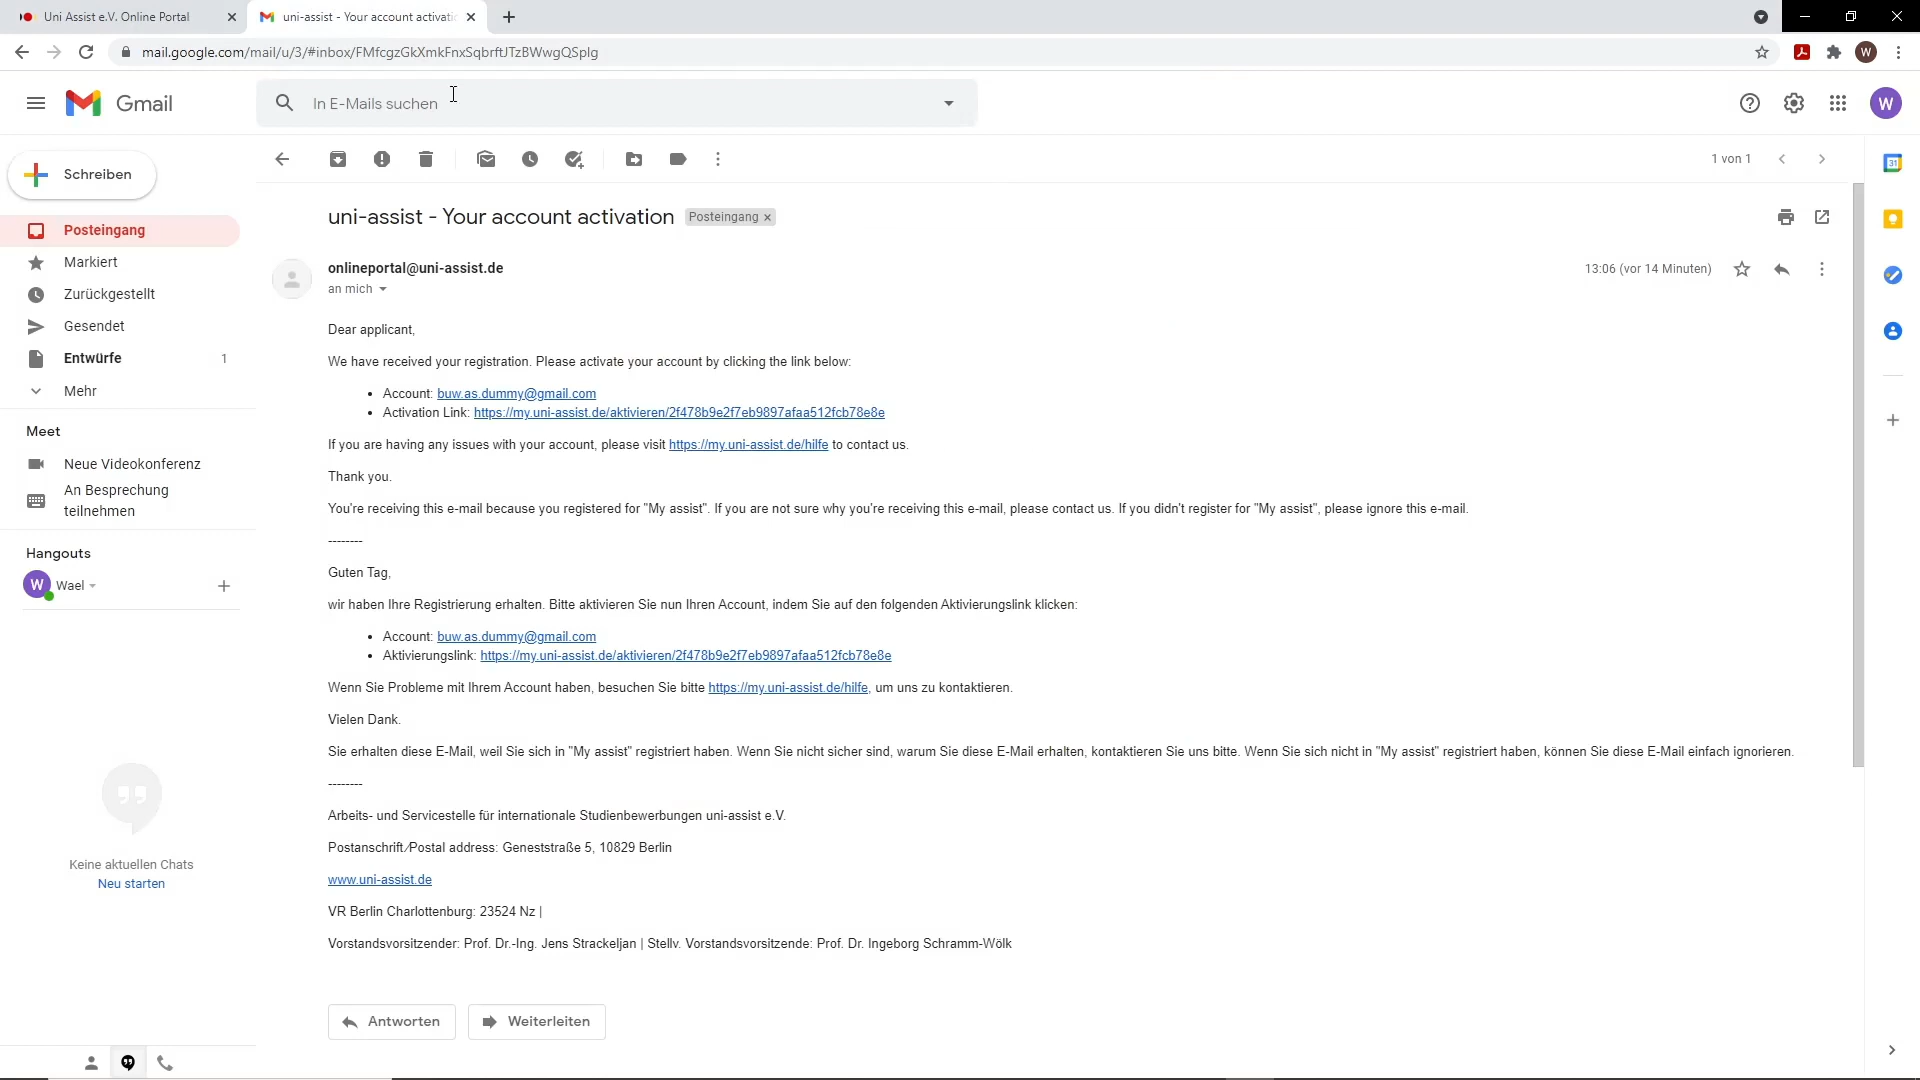 Uni Assist e.V. Online Portal
uni-assist - Your account activatio
mail.google.com/mail/u/3/#inbox/FMfcgzGkXmkFnxSqbrftJTzBWwgQSplg
W
Gmail
In E-Mails suchen
W
Schreiben
1 von 1
31
uni-assist - Your account activation Posteingang ×
Posteingang
Markiert
Zurückgestellt
Gesendet
Entwürfe 1
Mehr
Meet
Neue Videokonferenz
An Besprechung
teilnehmen
Hangouts
W Wael
Keine aktuellen Chats
Neu starten
onlineportal@uni-assist.de
13:06 (vor 14 Minuten)
an mich
Dear applicant,
We have received your registration. Please activate your account by clicking the link below:
• Account: buw.as.dummy@gmail.com
• Activation Link: https://my.uni-assist.de/aktivieren/2f478b9e2f7eb9897afaa512fcb78e8e
If you are having any issues with your account, please visit https://my.uni-assist.de/hilfe to contact us.
Thank you.
You're receiving this e-mail because you registered for "My assist". If you are not sure why you're receiving this e-mail, please contact us. If you didn't register for "My assist", please ignore this e-mail.
--------
Guten Tag,
wir haben Ihre Registrierung erhalten. Bitte aktivieren Sie nun Ihren Account, indem Sie auf den folgenden Aktivierungslink klicken:
• Account: buw.as.dummy@gmail.com
• Aktivierungslink: https://my.uni-assist.de/aktivieren/2f478b9e2f7eb9897afaa512fcb78e8e
Wenn Sie Probleme mit Ihrem Account haben, besuchen Sie bitte https://my.uni-assist.de/hilfe, um uns zu kontaktieren.
Vielen Dank.
Sie erhalten diese E-Mail, weil Sie sich in "My assist" registriert haben. Wenn Sie nicht sicher sind, warum Sie diese E-Mail erhalten, kontaktieren Sie uns bitte. Wenn Sie sich nicht in "My assist" registriert haben, können Sie diese E-Mail einfach ignorieren.
--------
Arbeits- und Servicestelle für internationale Studienbewerbungen uni-assist e.V.
Postanschrift/Postal address: Geneststraße 5, 10829 Berlin
www.uni-assist.de
VR Berlin Charlottenburg: 23524 Nz |
Vorstandsvorsitzender: Prof. Dr.-Ing. Jens Strackeljan | Stellv. Vorstandsvorsitzende: Prof. Dr. Ingeborg Schramm-Wölk
Antworten
Weiterleiten